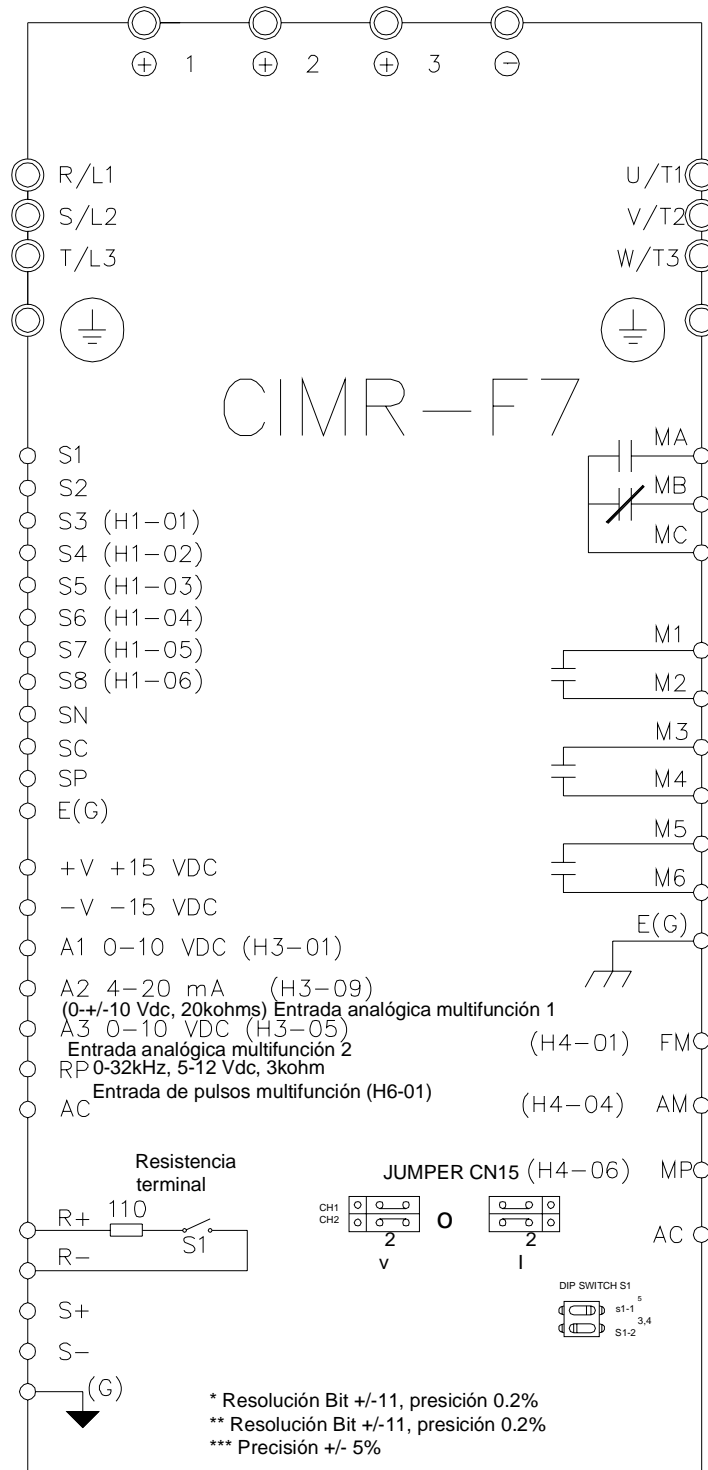 + 1 + 2 + 3 −
R/L1 U/T1
S/L2 V/T2
T/L3 W/T3
CIMR-F7
MA
S1
MB
S2
S3 (H1-01)
MC
S4 (H1-02)
S5 (H1-03)
S6 (H1-04)
M1
S7 (H1-05)
S8 (H1-06)
M2
SN
M3
SC
SP
M4
E(G)
M5
+V +15 VDC
M6
-V -15 VDC
E(G)
A1 0-10 VDC (H3-01)
A2 4-20 mA (H3-09)
(0-+/-10 Vdc, 20kohms) Entrada analógica multifunción 1
A3 0-10 VDC (H3-05)
(H4-01) FM
Entrada analógica multifunción 2
RP 0-32kHz, 5-12 Vdc, 3kohm
Entrada de pulsos multifunción (H6-01)
AC
(H4-04) AM
Resistencia
terminal
JUMPER CN15 (H4-06) MP
R+ 110 S1
CH1
CH2
O
2 2
v I
AC
R-
DIP SWITCH S1
s1-1 5
S1-2 3,4
S+
S-
(G)
* Resolución Bit +/-11, presición 0.2%
** Resolución Bit +/-11, presición 0.2%
*** Precisión +/- 5%